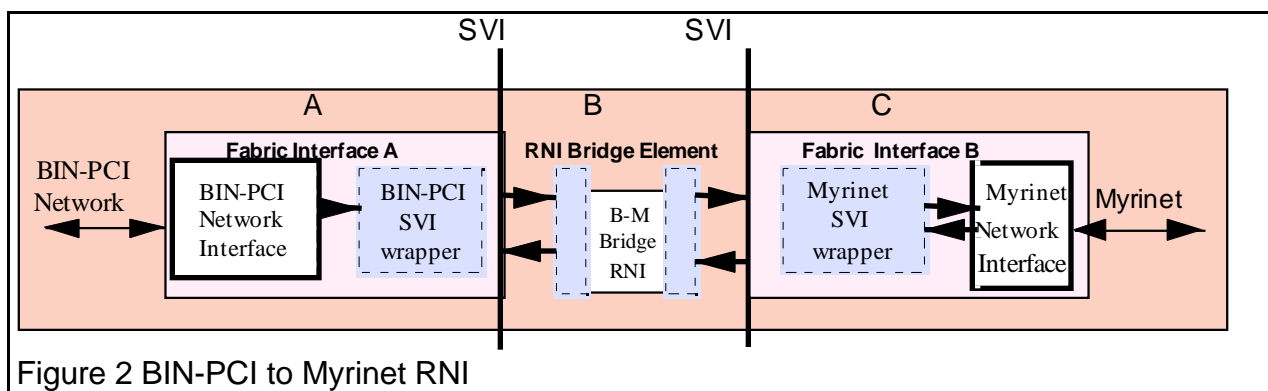 SVI
SVI
A
B
C
BIN-PCI
Network
Fabric Interface A
BIN-PCI
Network
Interface
BIN-PCI
SVI
wrapper
RNI Bridge Element
B-M
Bridge
RNI
Fabric Interface B
Myrinet
SVI
wrapper
Myrinet
Network
Interface
Myrinet
Figure 2 BIN-PCI to Myrinet RNI